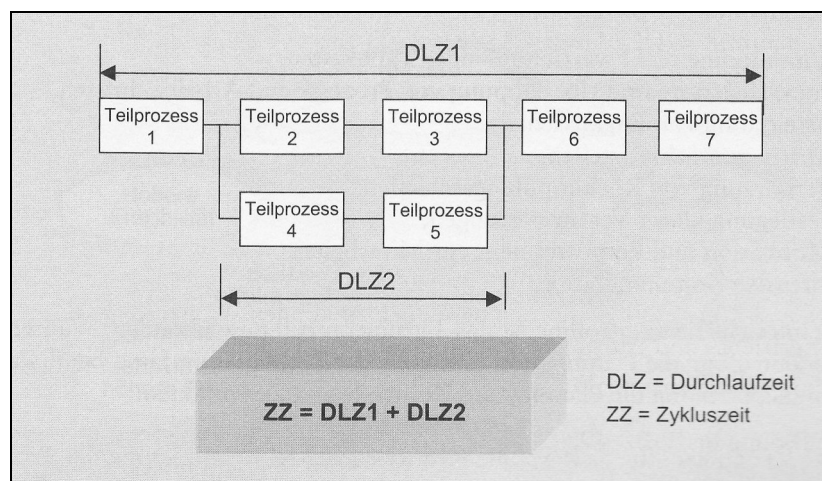 DLZ1
Teilprozess
1
Teilprozess
2
Teilprozess
3
Teilprozess
6
Teilprozess
7
Teilprozess
4
Teilprozess
5
DLZ2
ZZ = DLZ1 + DLZ2
DLZ = Durchlaufzeit
ZZ = Zykluszeit